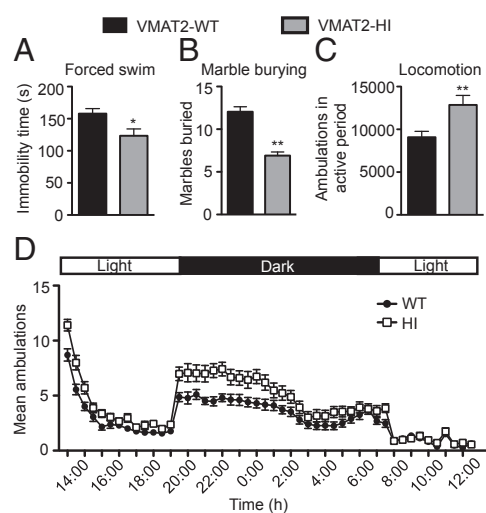 VMAT2-WT VMAT2-HI
A B C
Forced swim Marble burying Locomotion
Immobility time (s)
200
150
100
50
0
*
Marbles buried
15
10
5
0
**
Ambulations in
active period
15000
10000
5000
0
**
D
Light Dark Light
Mean ambulations
15
10
5
0
WT
HI
14:00 16:00 18:00 20:00 22:00 0:00 2:00 4:00 6:00 8:00 10:00 12:00
Time (h)